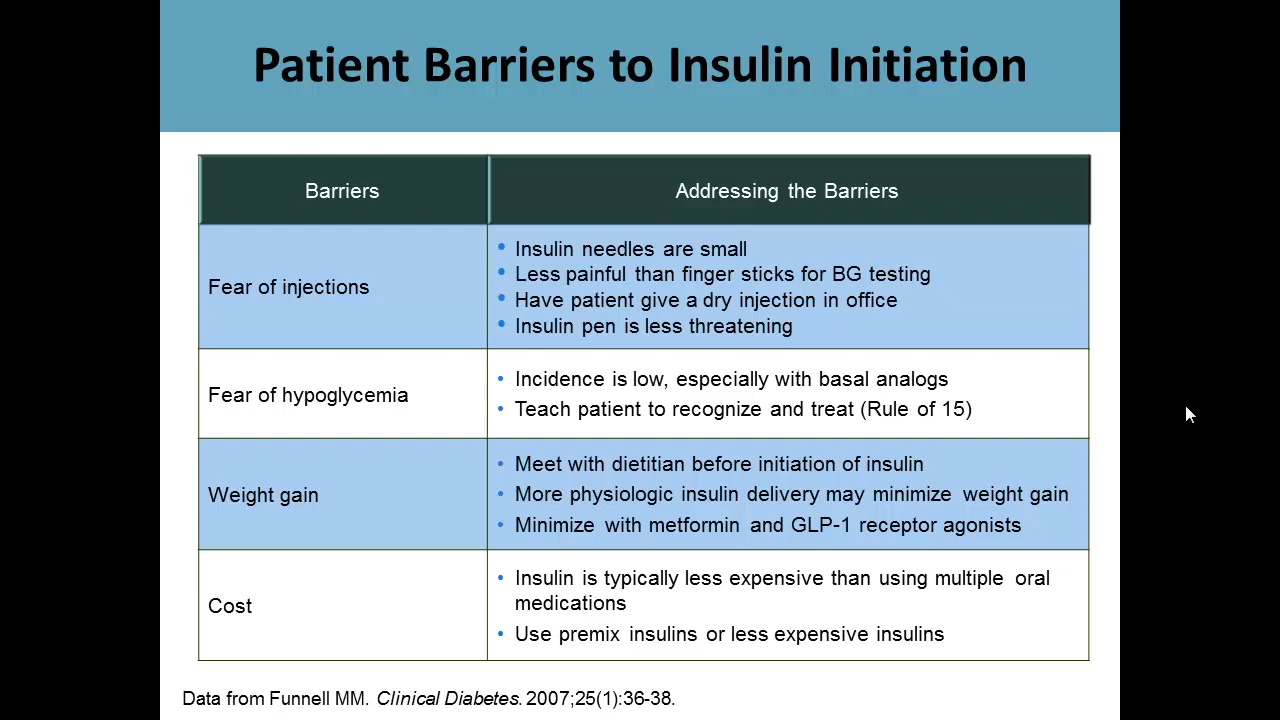 Patient Barriers to Insulin Initiation
Barriers
Addressing the Barriers
Fear of injections
• Insulin needles are small
• Less painful than finger sticks for BG testing
• Have patient give a dry injection in office
• Insulin pen is less threatening
Fear of hypoglycemia
• Incidence is low, especially with basal analogs
• Teach patient to recognize and treat (Rule of 15)
Weight gain
• Meet with dietitian before initiation of insulin
• More physiologic insulin delivery may minimize weight gain
• Minimize with metformin and GLP-1 receptor agonists
Cost
• Insulin is typically less expensive than using multiple oral
medications
• Use premix insulins or less expensive insulins
Data from Funnell MM. Clinical Diabetes. 2007;25(1):36-38.